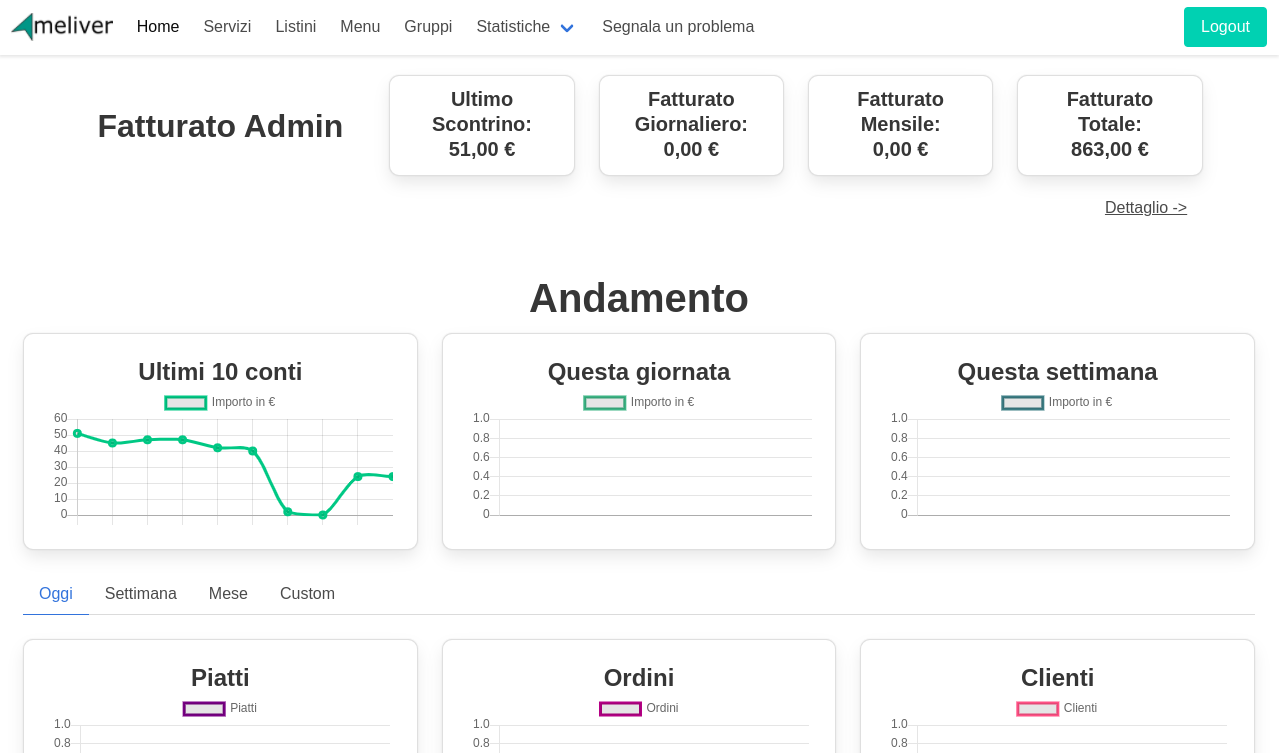 Ameliver Home Servizi Listini Menu Gruppi Statistiche Segnala un problema Logout
Fatturato Admin
Ultimo
Scontrino:
51,00 €
Fatturato
Giornaliero:
0,00 €
Fatturato
Mensile:
0,00 €
Fatturato
Totale:
863,00 €
Dettaglio ->
Andamento
Ultimi 10 conti
Importo in €
60
50
40
30
20
10
0
Questa giornata
Importo in €
1.0
0.8
0.6
0.4
0.2
0
Questa settimana
Importo in €
1.0
0.8
0.6
0.4
0.2
0
Oggi Settimana Mese Custom
Piatti
Piatti
1.0
0.8
Ordini
Ordini
1.0
0.8
Clienti
Clienti
1.0
0.8